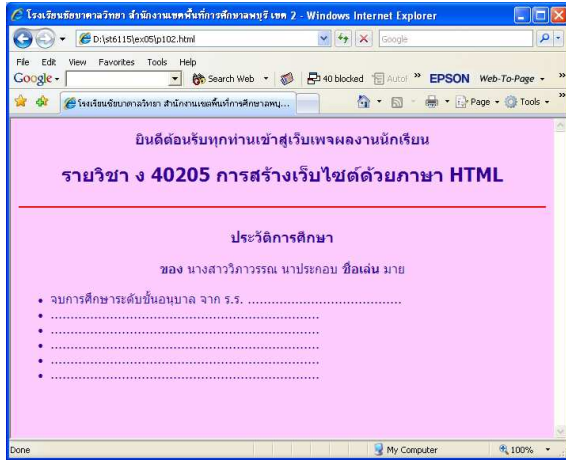 โรงเรียนชัยบาดาลวิทยา สำนักงานเขตพื้นที่การศึกษาลพบุรี เขต 2 - Windows Internet Explorer
D:\st6115\ex05\p102.html
Google
File Edit View Favorites Tools Help
Google Search Web 40 blocked Autof » EPSON Web-To-Page »
โรงเรียนชัยบาดาลวิทยา สำนักงานเขตพื้นที่การศึกษาลพบุ... Page Tools »
ยินดีต้อนรับทุกท่านเข้าสู่เว็บเพจผลงานนักเรียน
รายวิชา ง 40205 การสร้างเว็บไซต์ด้วยภาษา HTML
ประวัติการศึกษา
ของ นางสาววิภาวรรณ นาประกอบ ชื่อเล่น มาย
• จบการศึกษาระดับชั้นอนุบาล จาก ร.ร. ........................................
• ......................................................................
• ......................................................................
• ......................................................................
• ......................................................................
• ......................................................................
Done My Computer 100%